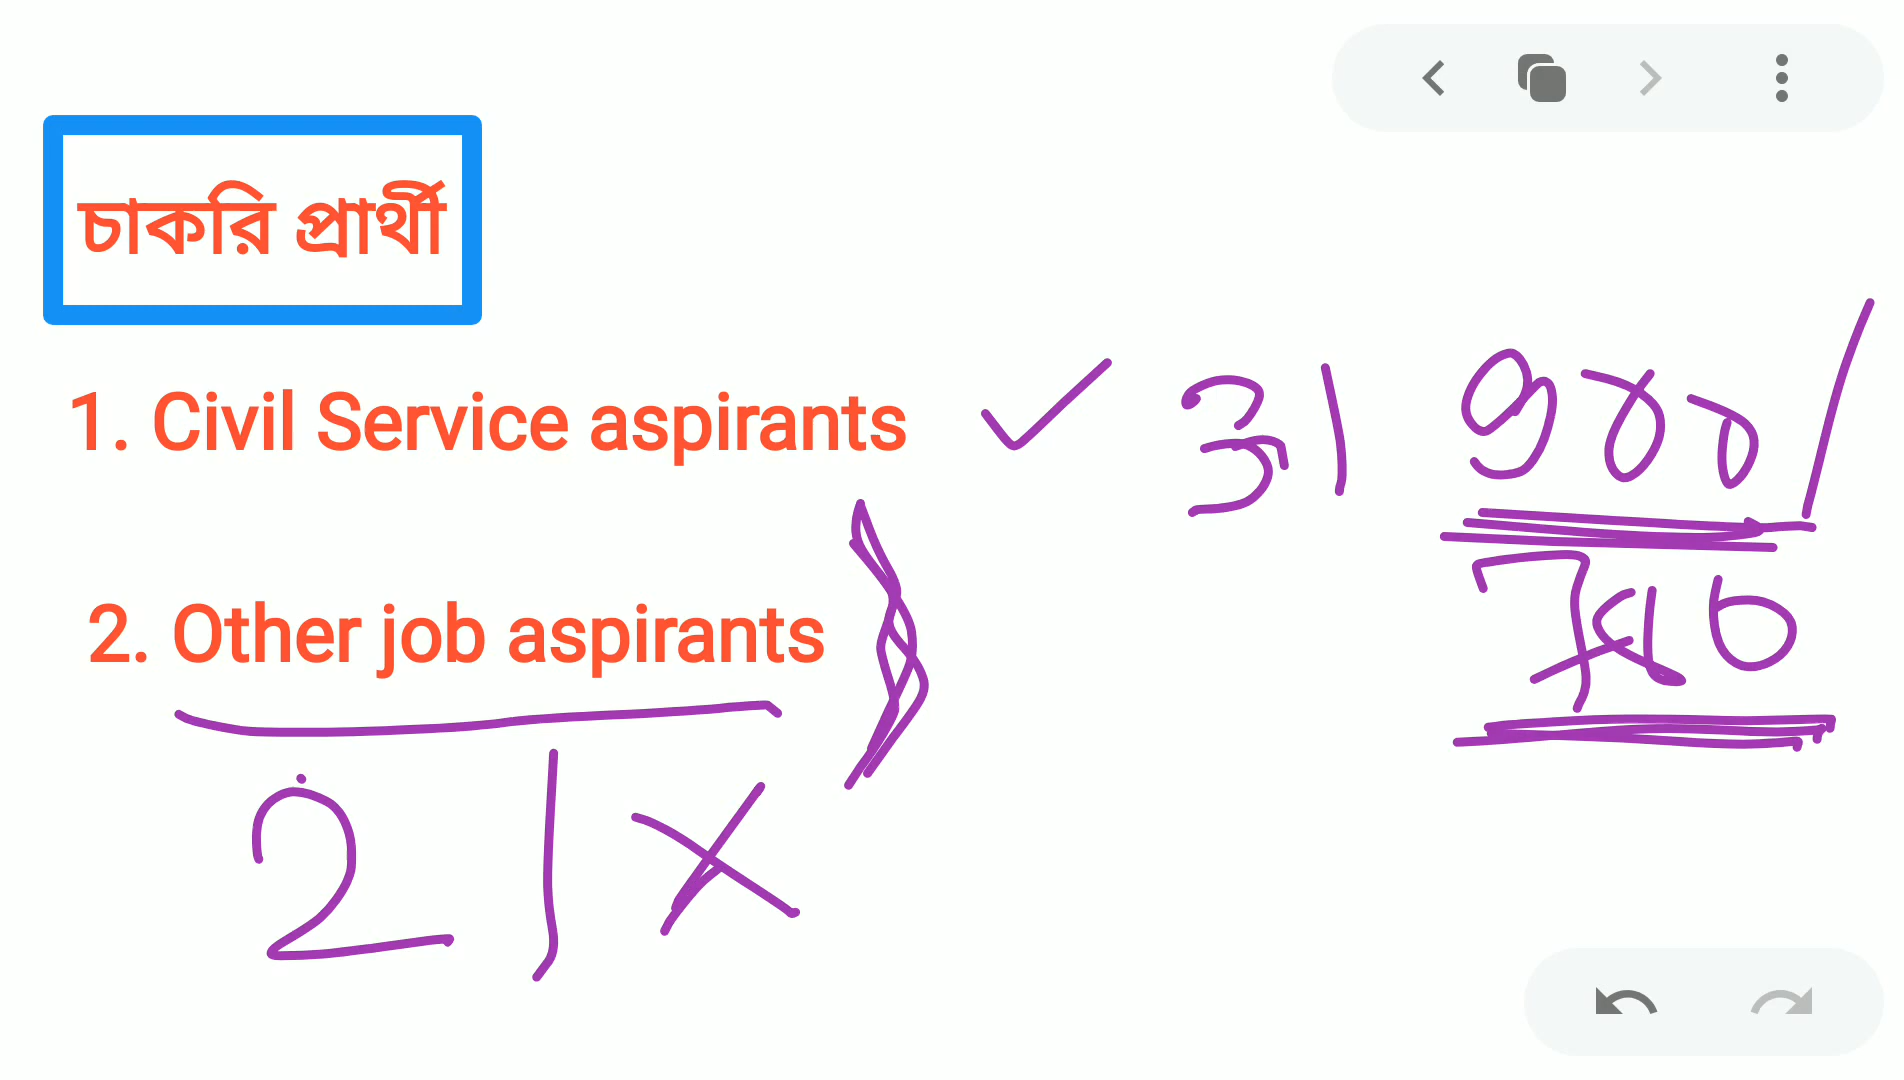 চাকরি প্রার্থী
1. Civil Service aspirants
2. Other job aspirants